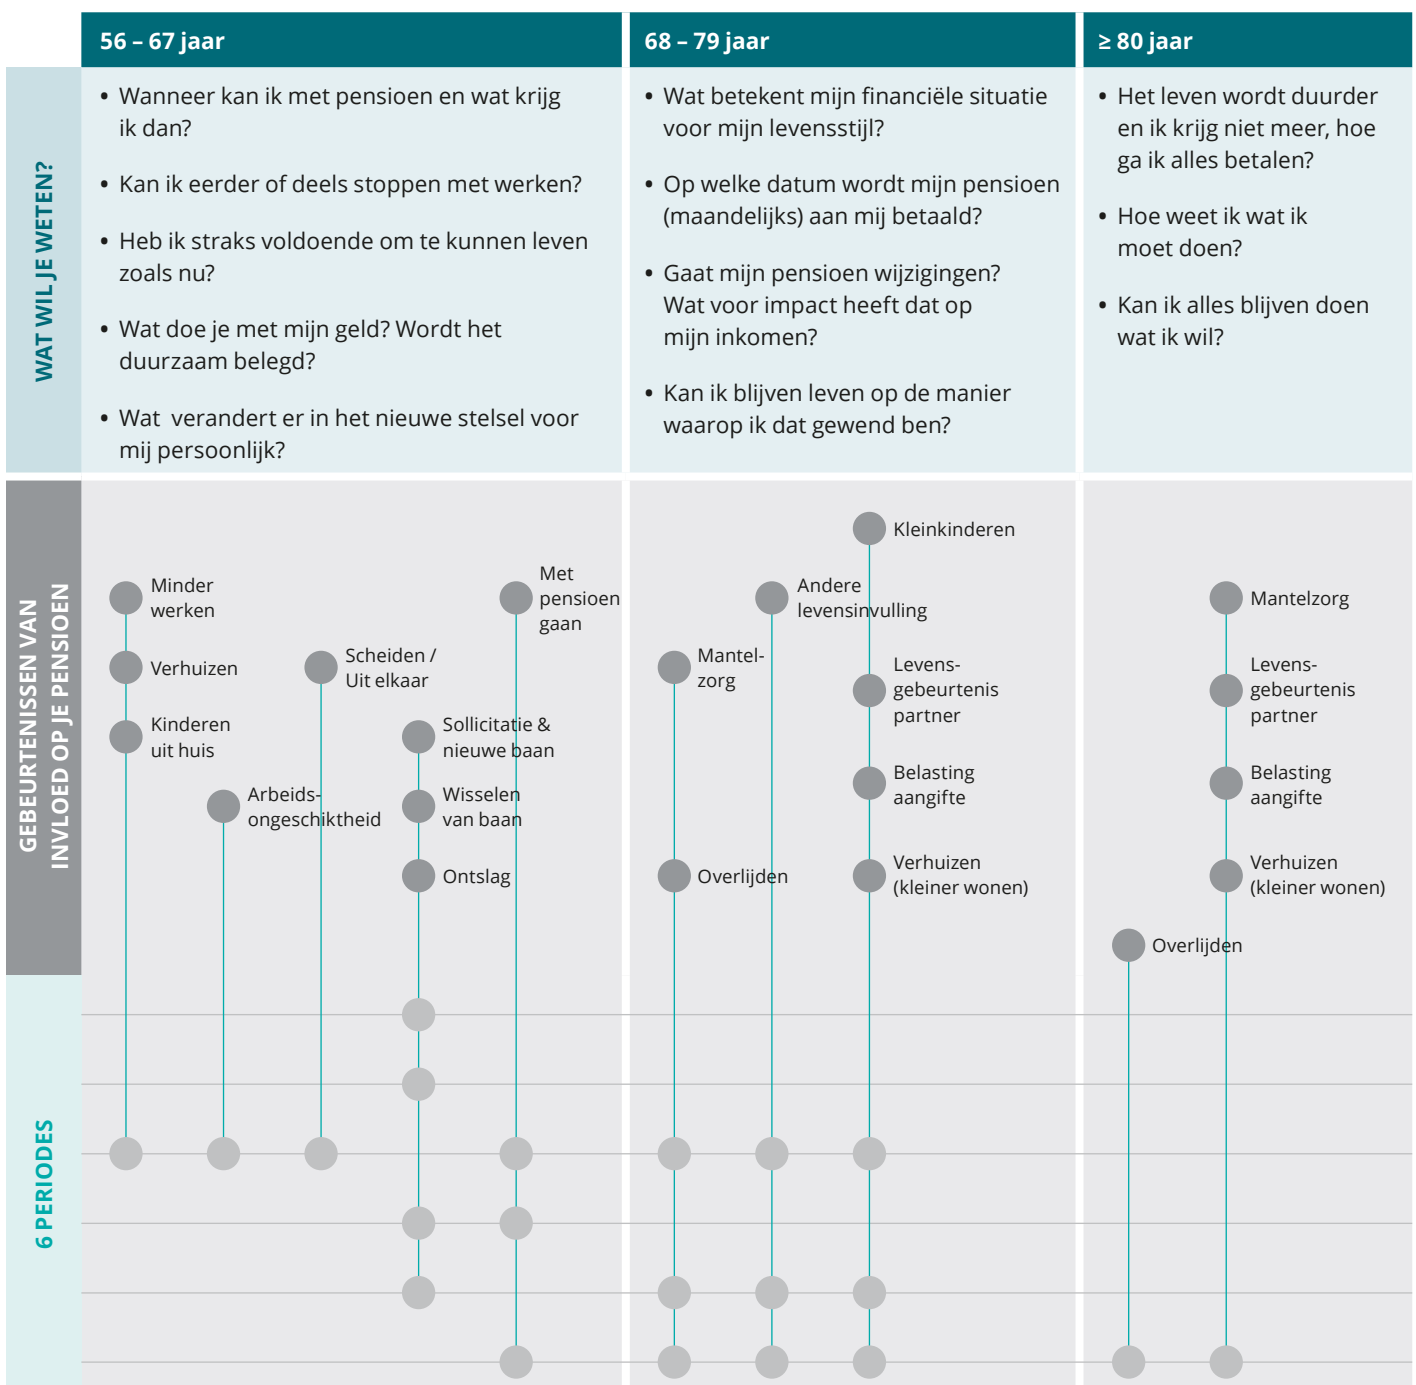 56 – 67 jaar
68 – 79 jaar
≥ 80 jaar
WAT WIL JE WETEN?
• Wanneer kan ik met pensioen en wat krijg
ik dan?
• Kan ik eerder of deels stoppen met werken?
• Heb ik straks voldoende om te kunnen leven
zoals nu?
• Wat doe je met mijn geld? Wordt het
duurzaam belegd?
• Wat verandert er in het nieuwe stelsel voor
mij persoonlijk?
• Wat betekent mijn financiële situatie
voor mijn levensstijl?
• Op welke datum wordt mijn pensioen
(maandelijks) aan mij betaald?
• Gaat mijn pensioen wijzigingen?
Wat voor impact heeft dat op
mijn inkomen?
• Kan ik blijven leven op de manier
waarop ik dat gewend ben?
• Het leven wordt duurder
en ik krijg niet meer, hoe
ga ik alles betalen?
• Hoe weet ik wat ik
moet doen?
• Kan ik alles blijven doen
wat ik wil?
GEBEURTENISSEN VAN
INVLOED OP JE PENSIOEN
Minder
werken
Verhuizen
Kinderen
uit huis
Arbeids-
ongeschiktheid
Scheiden /
Uit elkaar
Sollicitatie &
nieuwe baan
Wisselen
van baan
Ontslag
Met
pensioen
gaan
Mantel-
zorg
Overlijden
Andere
levensinvulling
Kleinkinderen
Levens-
gebeurtenis
partner
Belasting
aangifte
Verhuizen
(kleiner wonen)
Overlijden
Mantelzorg
Levens-
gebeurtenis
partner
Belasting
aangifte
Verhuizen
(kleiner wonen)
6 PERIODES